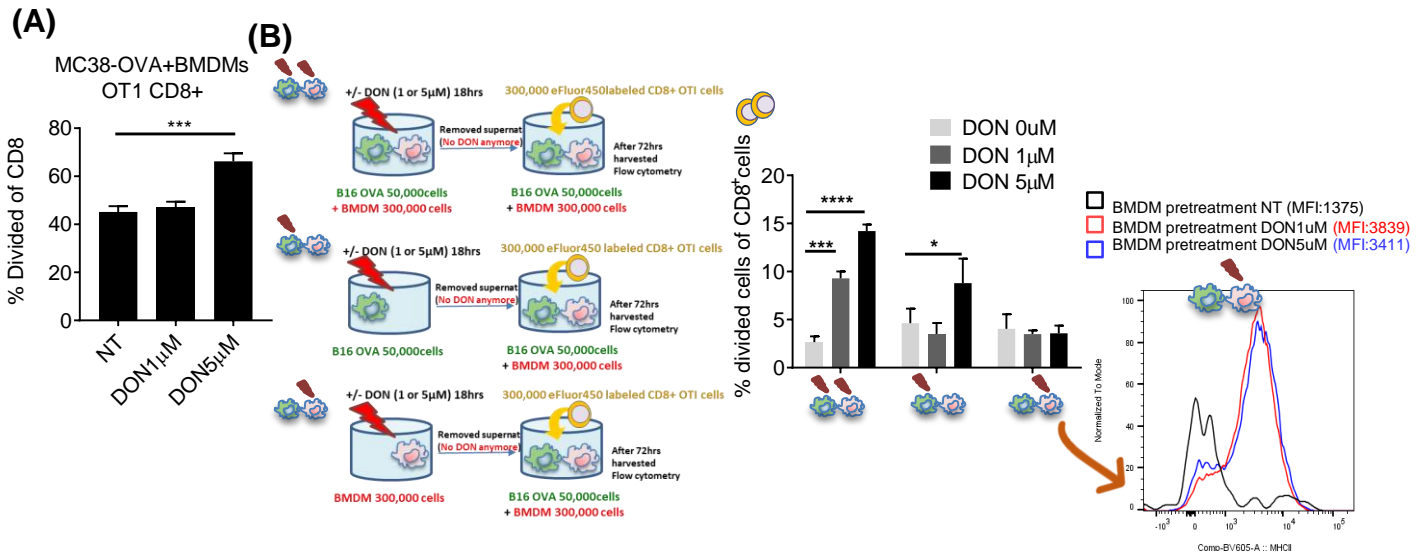 (A)
MC38-OVA+BMDMs
OT1 CD8+
***
% Divided of CD8
80
60
40
20
0
NT
DON1μM
DON5μM
(B)
+/- DON (1 or 5μM) 18hrs
300,000 eFluor450labeled CD8+ OTI cells
Removed supernat
(No DON anymore)
After 72hrs
harvested
Flow cytometry
B16 OVA 50,000cells
+ BMDM 300,000 cells
B16 OVA 50,000cells
+ BMDM 300,000 cells
+/- DON (1 or 5μM) 18hrs
300,000 eFluor450 labeled CD8+ OTI cells
Removed supernat
(No DON anymore)
After 72hrs
harvested
Flow cytometry
B16 OVA 50,000cells
B16 OVA 50,000cells
+ BMDM 300,000 cells
+/- DON (1 or 5μM) 18hrs
300,000 eFluor450 labeled CD8+ OTI cells
Removed supernat
(No DON anymore)
After 72hrs
harvested
Flow cytometry
BMDM 300,000 cells
B16 OVA 50,000cells
+ BMDM 300,000 cells
% divided cells of CD8+cells
20
15
10
5
0
DON 0uM
DON 1μM
DON 5μM
****
***
*
BMDM pretreatment NT (MFI:1375)
BMDM pretreatment DON1uM (MFI:3839)
BMDM pretreatment DON5uM (MFI:3411)
Normalized To Mode
100
80
60
40
20
0
-10³
0
10³
10⁴
10⁵
Comp-BV605-A :: MHCII